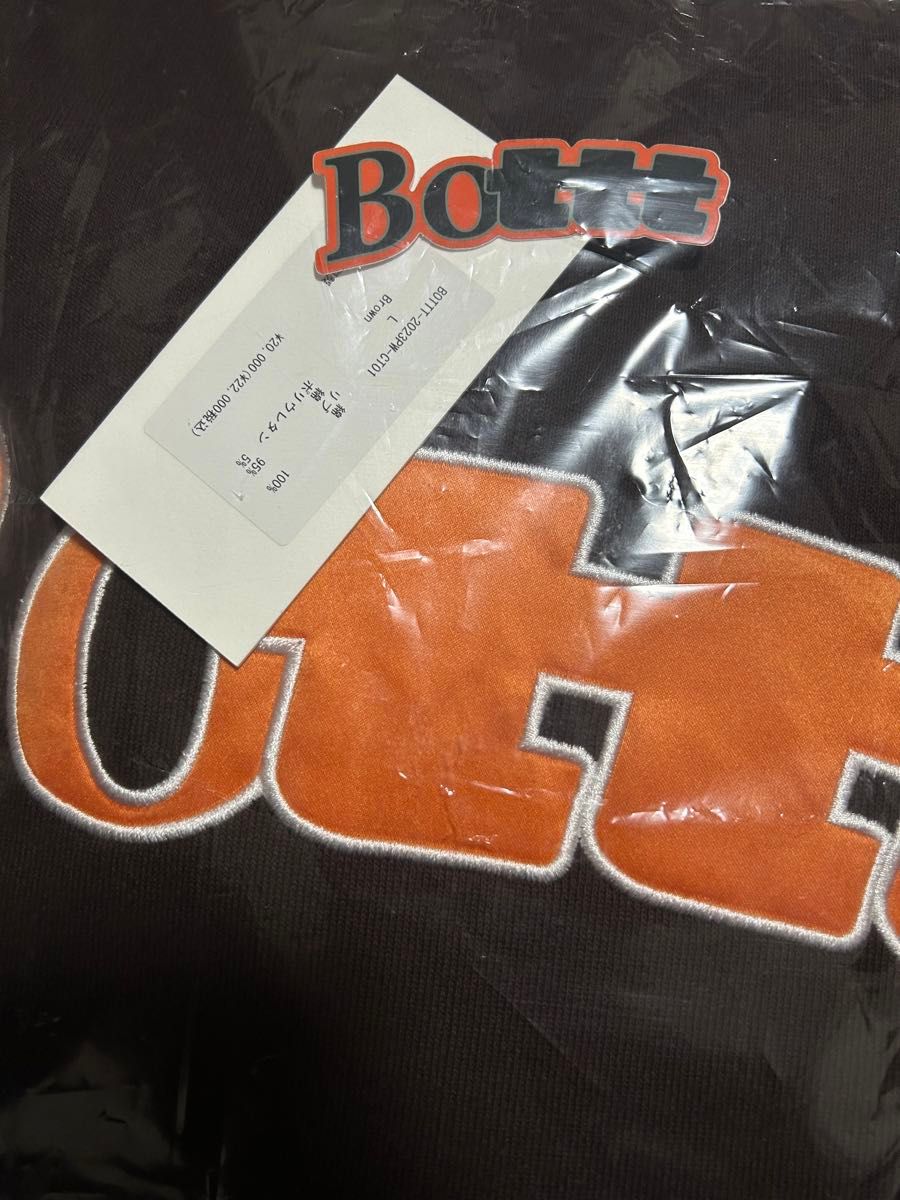 Bottt
BOTTT-2023PW-CT01
L
Brown
綿 100%
リブ
綿 95%
ポリウレタン 5%
¥20,000(¥22,000税込)
ottt